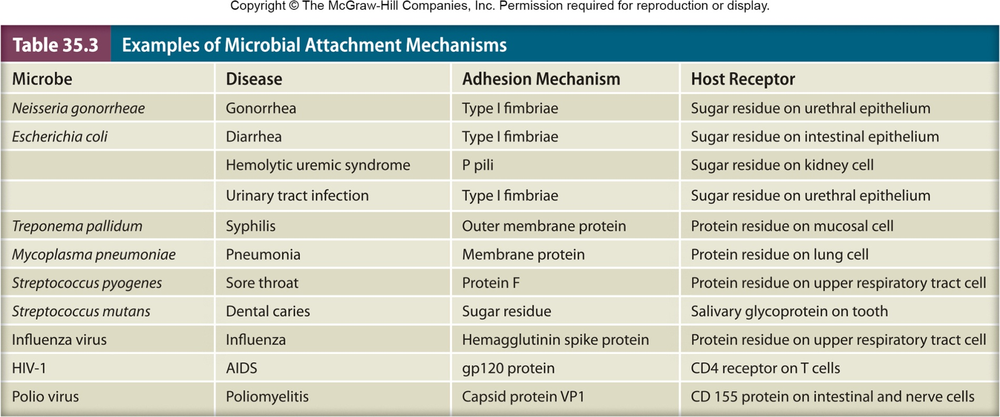 Copyright © The McGraw-Hill Companies, Inc. Permission required for reproduction or display.
Table 35.3 Examples of Microbial Attachment Mechanisms
Microbe Disease Adhesion Mechanism Host Receptor
Neisseria gonorrheae Gonorrhea Type I fimbriae Sugar residue on urethral epithelium
Escherichia coli Diarrhea Type I fimbriae Sugar residue on intestinal epithelium
Hemolytic uremic syndrome P pili Sugar residue on kidney cell
Urinary tract infection Type I fimbriae Sugar residue on urethral epithelium
Treponema pallidum Syphilis Outer membrane protein Protein residue on mucosal cell
Mycoplasma pneumoniae Pneumonia Membrane protein Protein residue on lung cell
Streptococcus pyogenes Sore throat Protein F Protein residue on upper respiratory tract cell
Streptococcus mutans Dental caries Sugar residue Salivary glycoprotein on tooth
Influenza virus Influenza Hemagglutinin spike protein Protein residue on upper respiratory tract cell
HIV-1 AIDS gp120 protein CD4 receptor on T cells
Polio virus Poliomyelitis Capsid protein VP1 CD 155 protein on intestinal and nerve cells